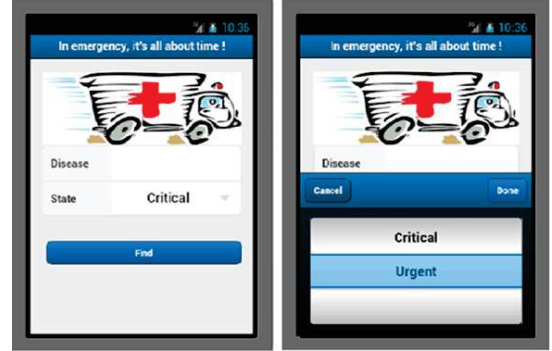 10:36
In emergency, it's all about time !
Disease
State Critical
Find
10:36
In emergency, it's all about time !
Disease
Cancel Done
Critical
Urgent